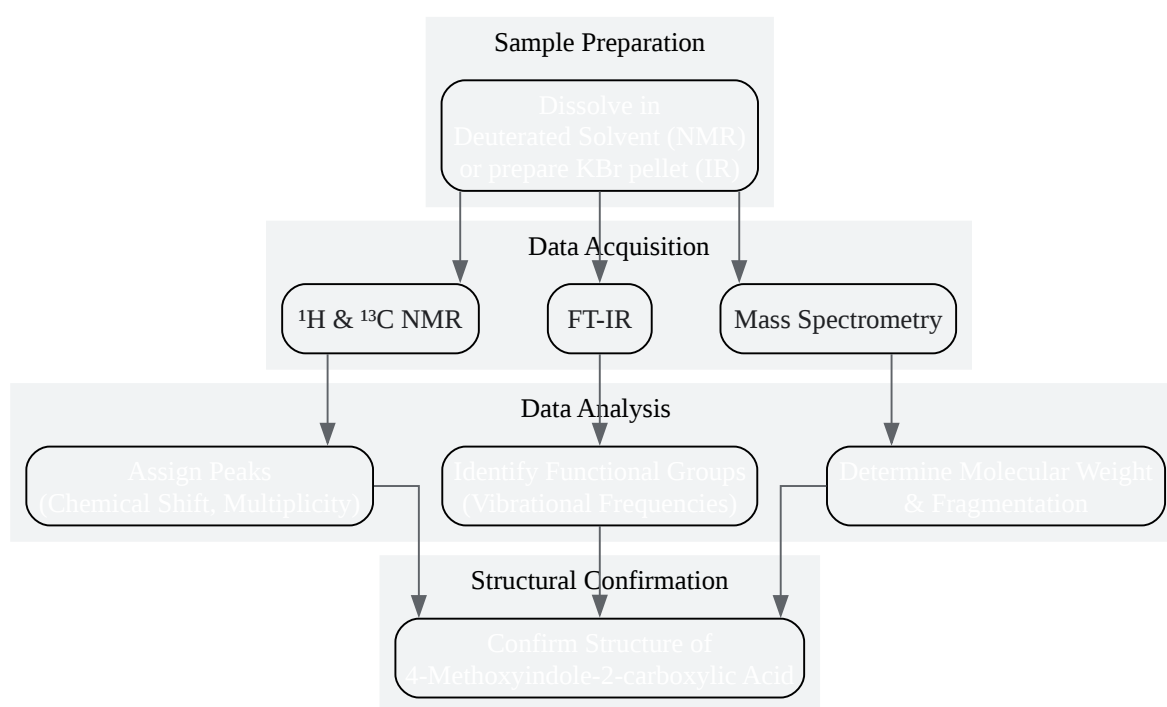 Sample Preparation
Dissolve in
Deuterated Solvent (NMR)
or prepare KBr pellet (IR)
Data Acquisition
¹H & ¹³C NMR
FT-IR
Mass Spectrometry
Data Analysis
Assign Peaks
(Chemical Shift, Multiplicity)
Identify Functional Groups
(Vibrational Frequencies)
Determine Molecular Weight
& Fragmentation
Structural Confirmation
Confirm Structure of
4-Methoxyindole-2-carboxylic Acid